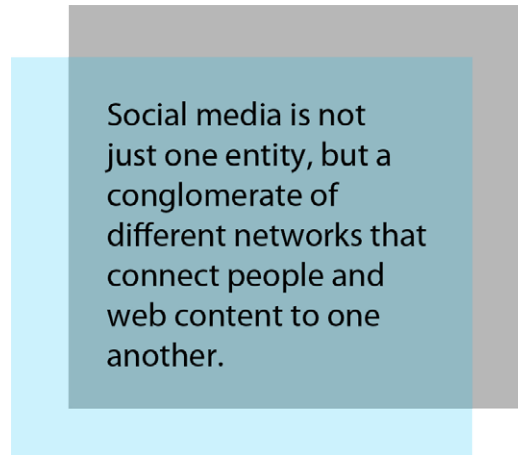 Social media is not
just one entity, but a
conglomerate of
different networks that
connect people and
web content to one
another.